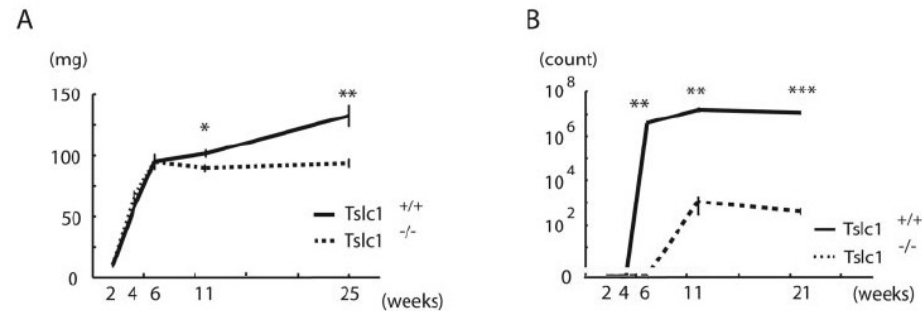 A
(mg)
150
100
50
0
*
**
Tslc1 +/+
Tslc1 -/-
2 4 6 11 25 (weeks)
B
(count)
10^8
10^6
10^4
10^2
0
** ** ***
Tslc1 +/+
Tslc1 -/-
2 4 6 11 21 (weeks)